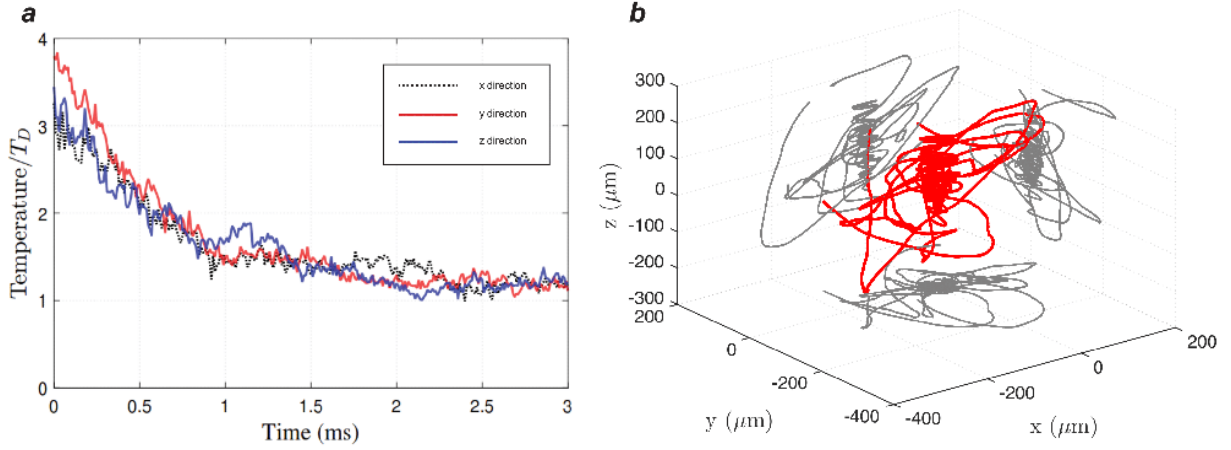 a
Temperature/T_D
4
3
2
1
0
x direction
y direction
z direction
0 0.5 1 1.5 2 2.5 3
Time (ms)
b
z (μm)
300
200
100
0
-100
-200
-300
200
0
-200
-400
y (μm)
-400
-200
0
200
x (μm)